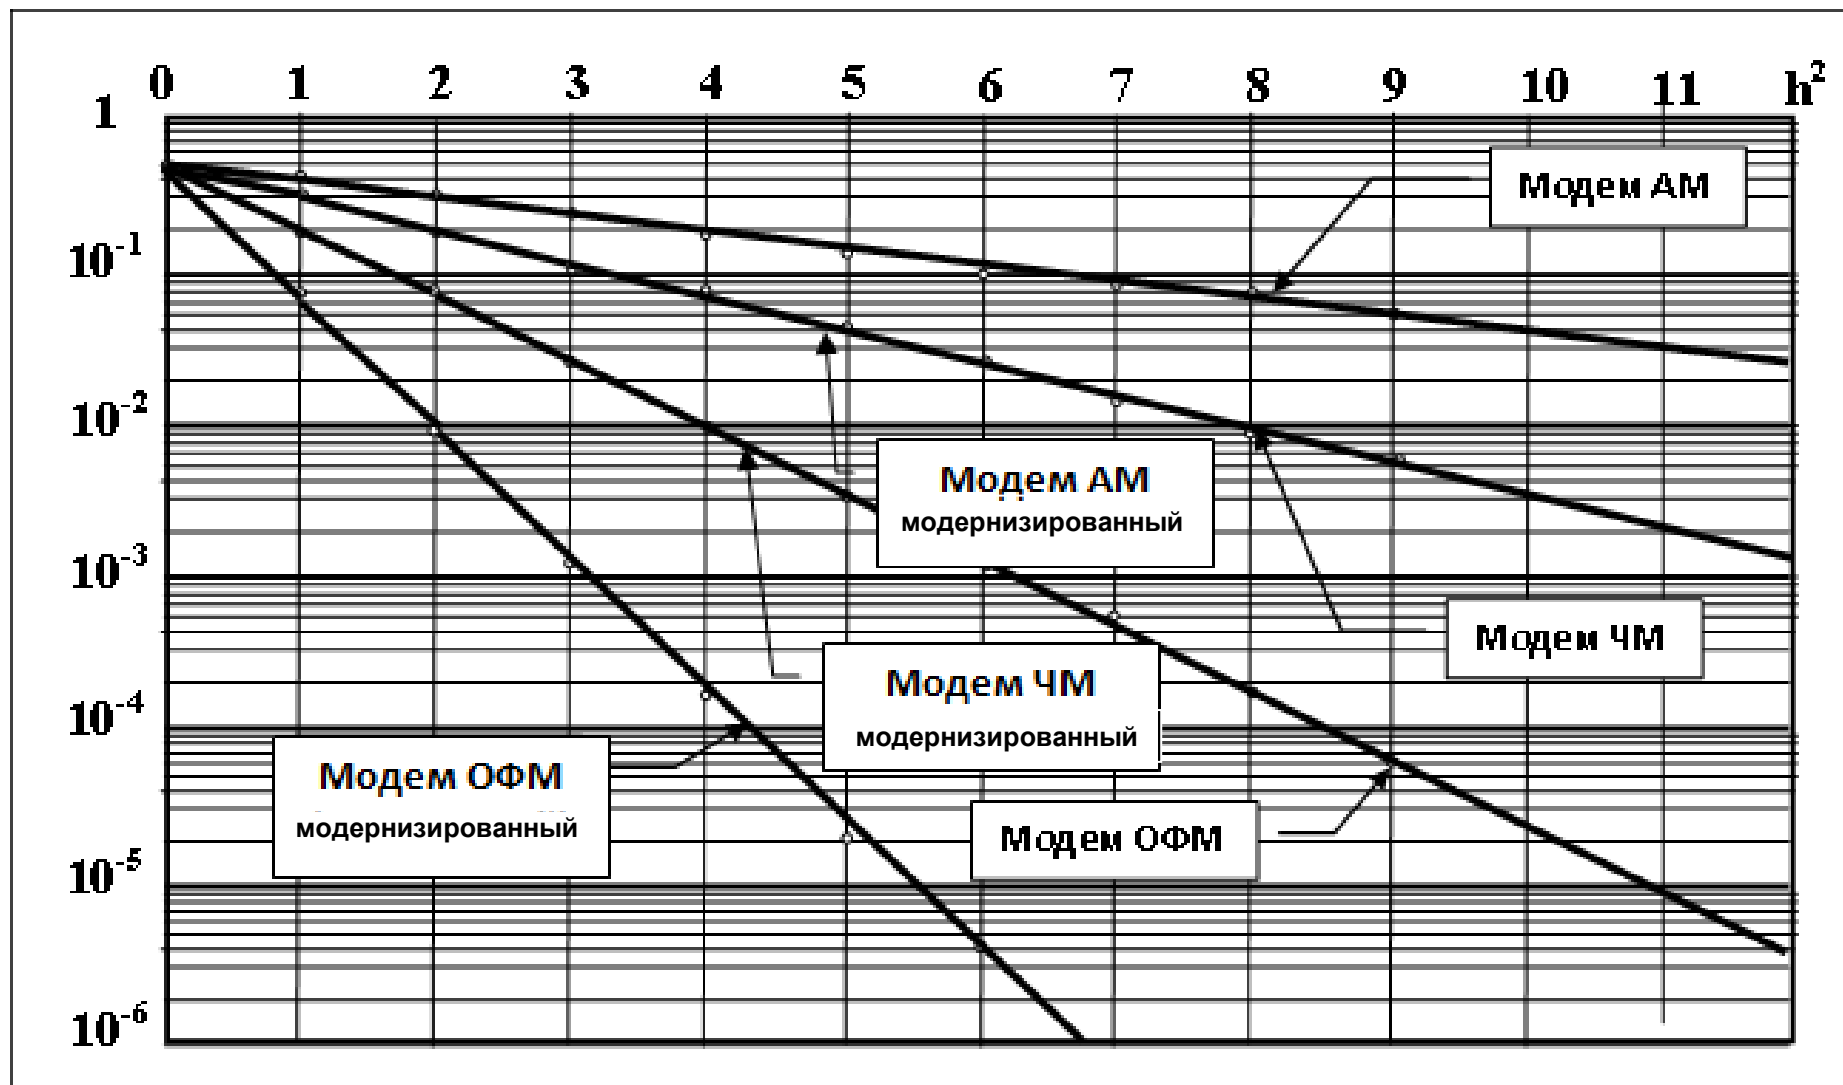 0 1 2 3 4 5 6 7 8 9 10 11 h²
1
Модем АМ
10⁻¹
10⁻²
Модем АМ
модернизированный
10⁻³
Модем ЧМ
Модем ЧМ
модернизированный
10⁻⁴
Модем ОФМ
модернизированный
Модем ОФМ
10⁻⁵
10⁻⁶